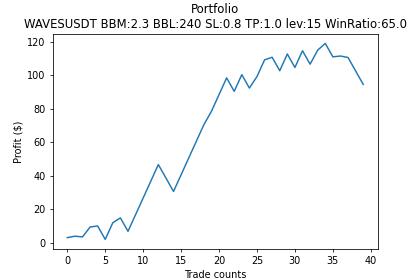 Portfolio
WAVESUSDT BBM:2.3 BBL:240 SL:0.8 TP:1.0 lev:15 WinRatio:65.0
120
100
80
60
40
20
0
Profit ($)
0 5 10 15 20 25 30 35 40
Trade counts